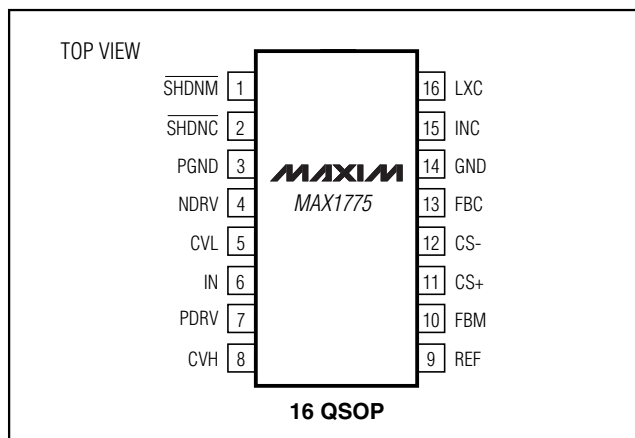 TOP VIEW
SHDNM 1
SHDNC 2
PGND 3
NDRV 4
CVL 5
IN 6
PDRV 7
CVH 8
MAXIM
MAX1775
16 LXC
15 INC
14 GND
13 FBC
12 CS-
11 CS+
10 FBM
9 REF
16 QSOP